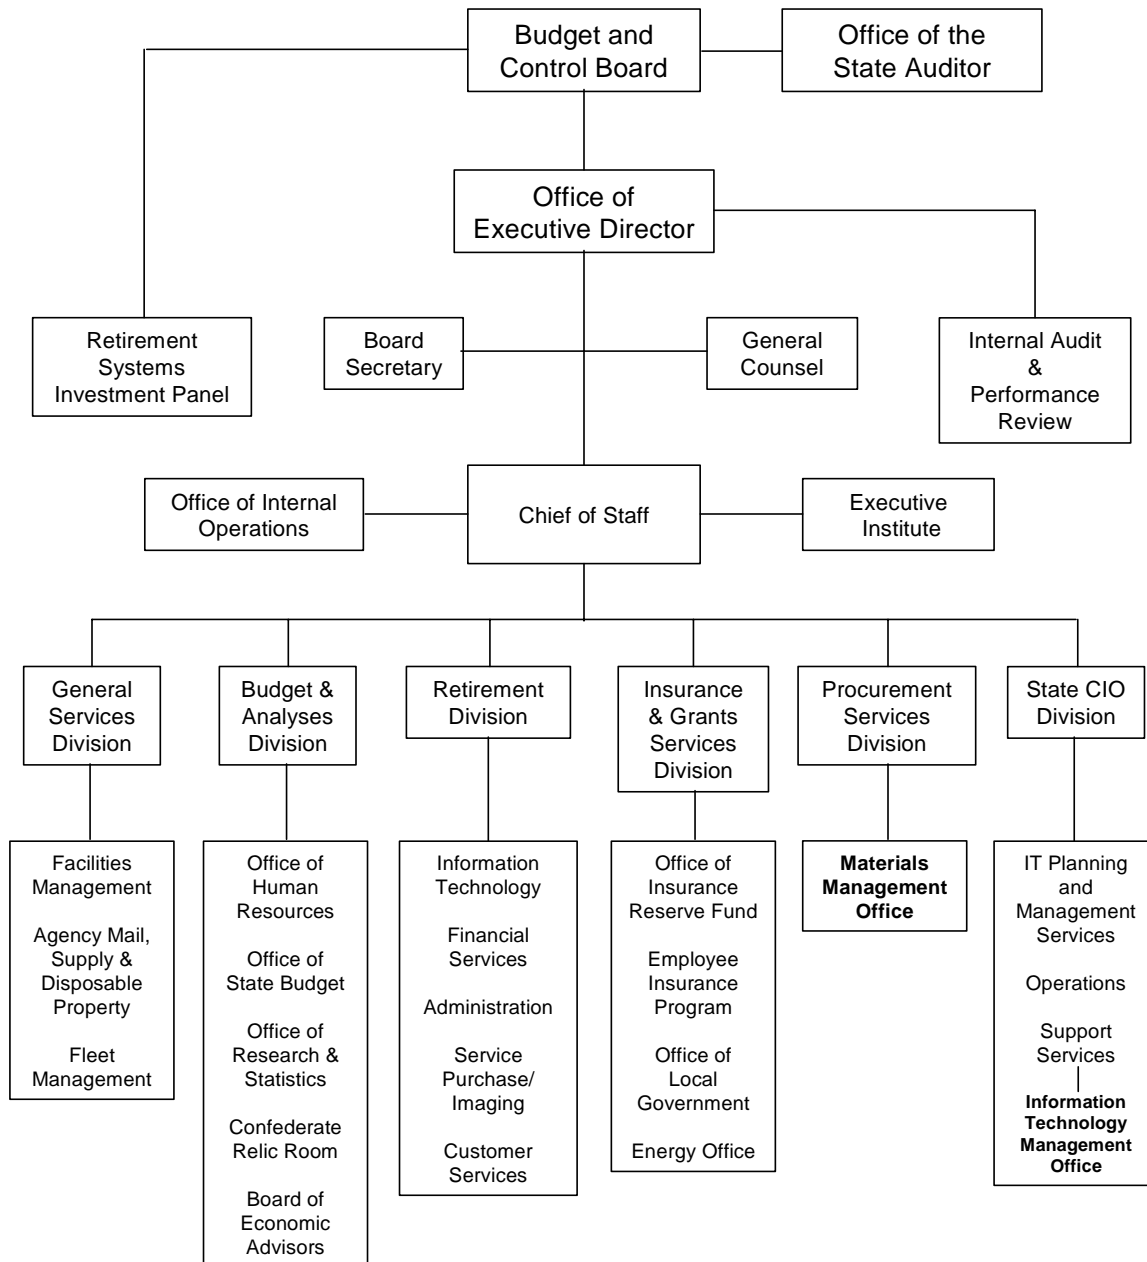 Budget and
Control Board
Office of the
State Auditor
Office of
Executive Director
Retirement
Systems
Investment Panel
Board
Secretary
General
Counsel
Internal Audit
&
Performance
Review
Office of Internal
Operations
Chief of Staff
Executive
Institute
General
Services
Division
Budget &
Analyses
Division
Retirement
Division
Insurance
& Grants
Services
Division
Procurement
Services
Division
State CIO
Division
Facilities
Management
Agency Mail,
Supply &
Disposable
Property
Fleet
Management
Office of
Human
Resources
Office of
State Budget
Office of
Research &
Statistics
Confederate
Relic Room
Board of
Economic
Advisors
Information
Technology
Financial
Services
Administration
Service
Purchase/
Imaging
Customer
Services
Office of
Insurance
Reserve Fund
Employee
Insurance
Program
Office of
Local
Government
Energy Office
Materials
Management
Office
IT Planning
and
Management
Services
Operations
Support
Services
Information
Technology
Management
Office